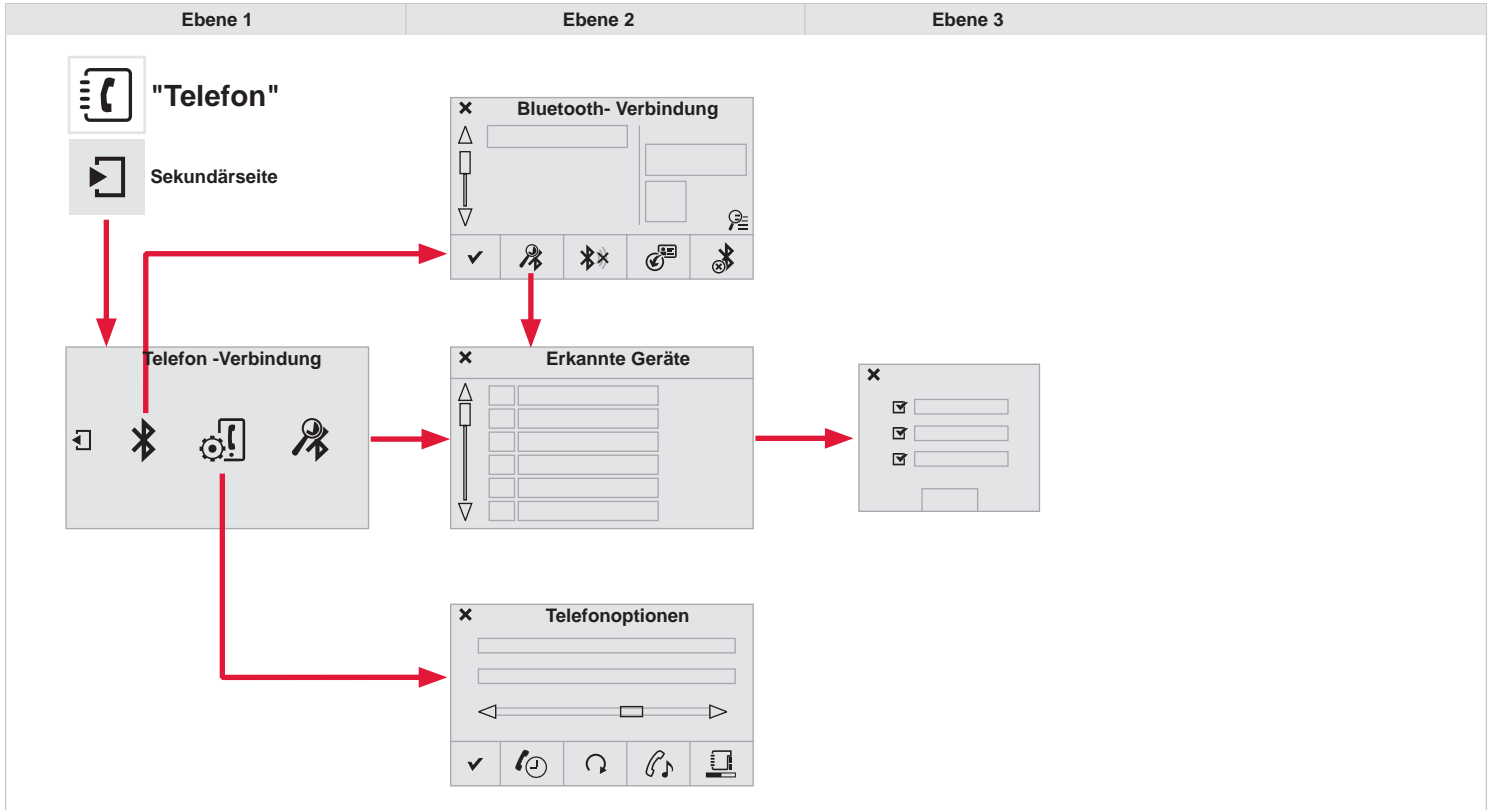 Ebene 1
Ebene 2
Ebene 3
"Telefon"
Sekundärseite
Bluetooth- Verbindung
Telefon -Verbindung
Erkannte Geräte
Telefonoptionen